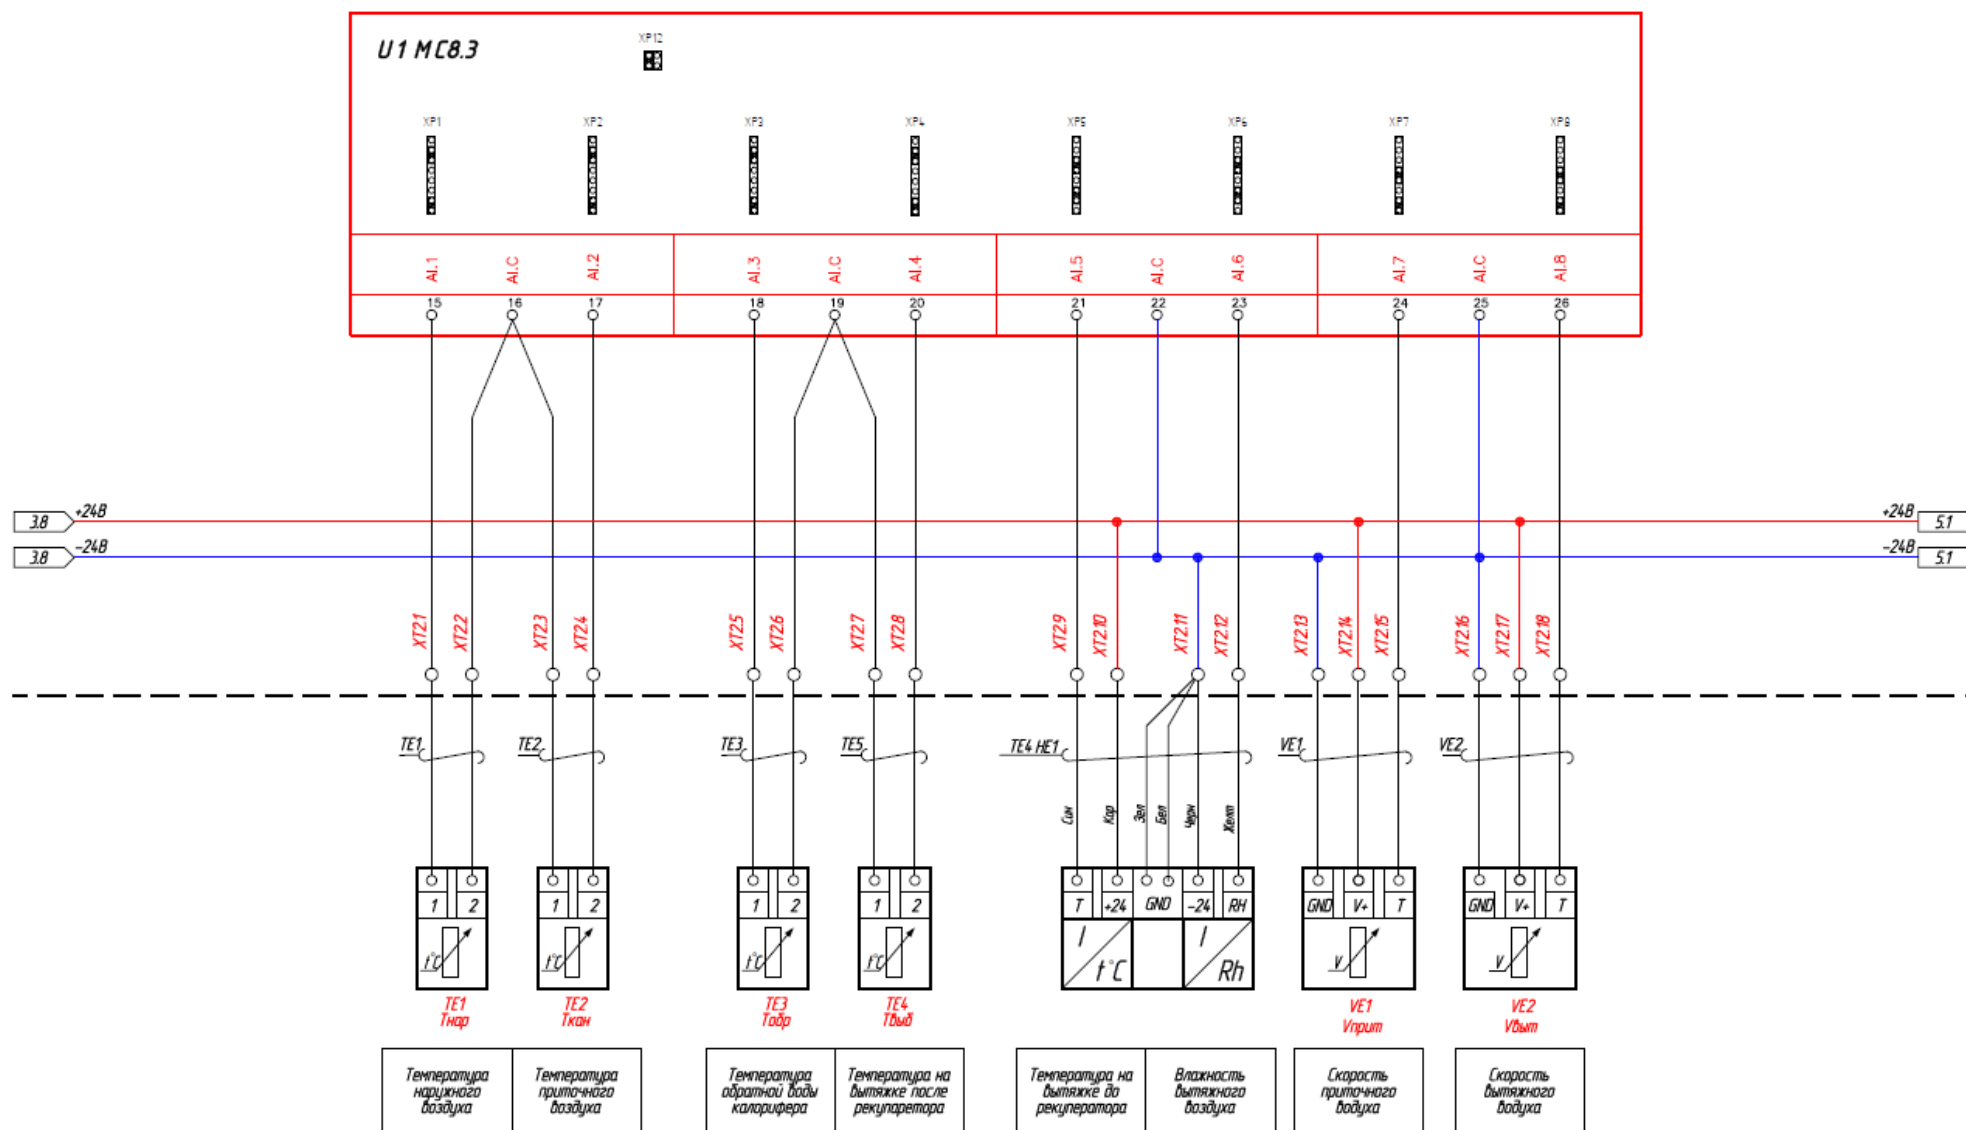 U1 MC8.3
XP12
XP1 XP2 XP3 XP4 XP5 XP6 XP7 XP8
AI.1 AI.C AI.2 AI.3 AI.C AI.4 AI.5 AI.C AI.6 AI.7 AI.C AI.8
15 16 17 18 19 20 21 22 23 24 25 26
3.8 +24В +24В 5.1
3.8 -24В -24В 5.1
XT2.1 XT2.2 XT2.3 XT2.4 XT2.5 XT2.6 XT2.7 XT2.8 XT2.9 XT2.10 XT2.11 XT2.12 XT2.13 XT2.14 XT2.15 XT2.16 XT2.17 XT2.18
TE1 TE2 TE3 TE5 TE4 HE1 VE1 VE2
Син Кор Зел Бел Черн Желт
1 2 1 2 1 2 1 2 T +24 GND -24 RH GND V+ T GND V+ T
t°C t°C t°C t°C I t°C I Rh V V
TE1 TE2 TE3 TE4 VE1 VE2
Тнар Ткан Тобр Твыб Vприт Vвыт
Температура наружного воздуха
Температура приточного воздуха
Температура обратной воды калорифера
Температура на вытяжке после рекупаретора
Температура на вытяжке до рекуператора
Влажность вытяжного воздуха
Скорость приточного водуха
Скорость вытяжного водуха